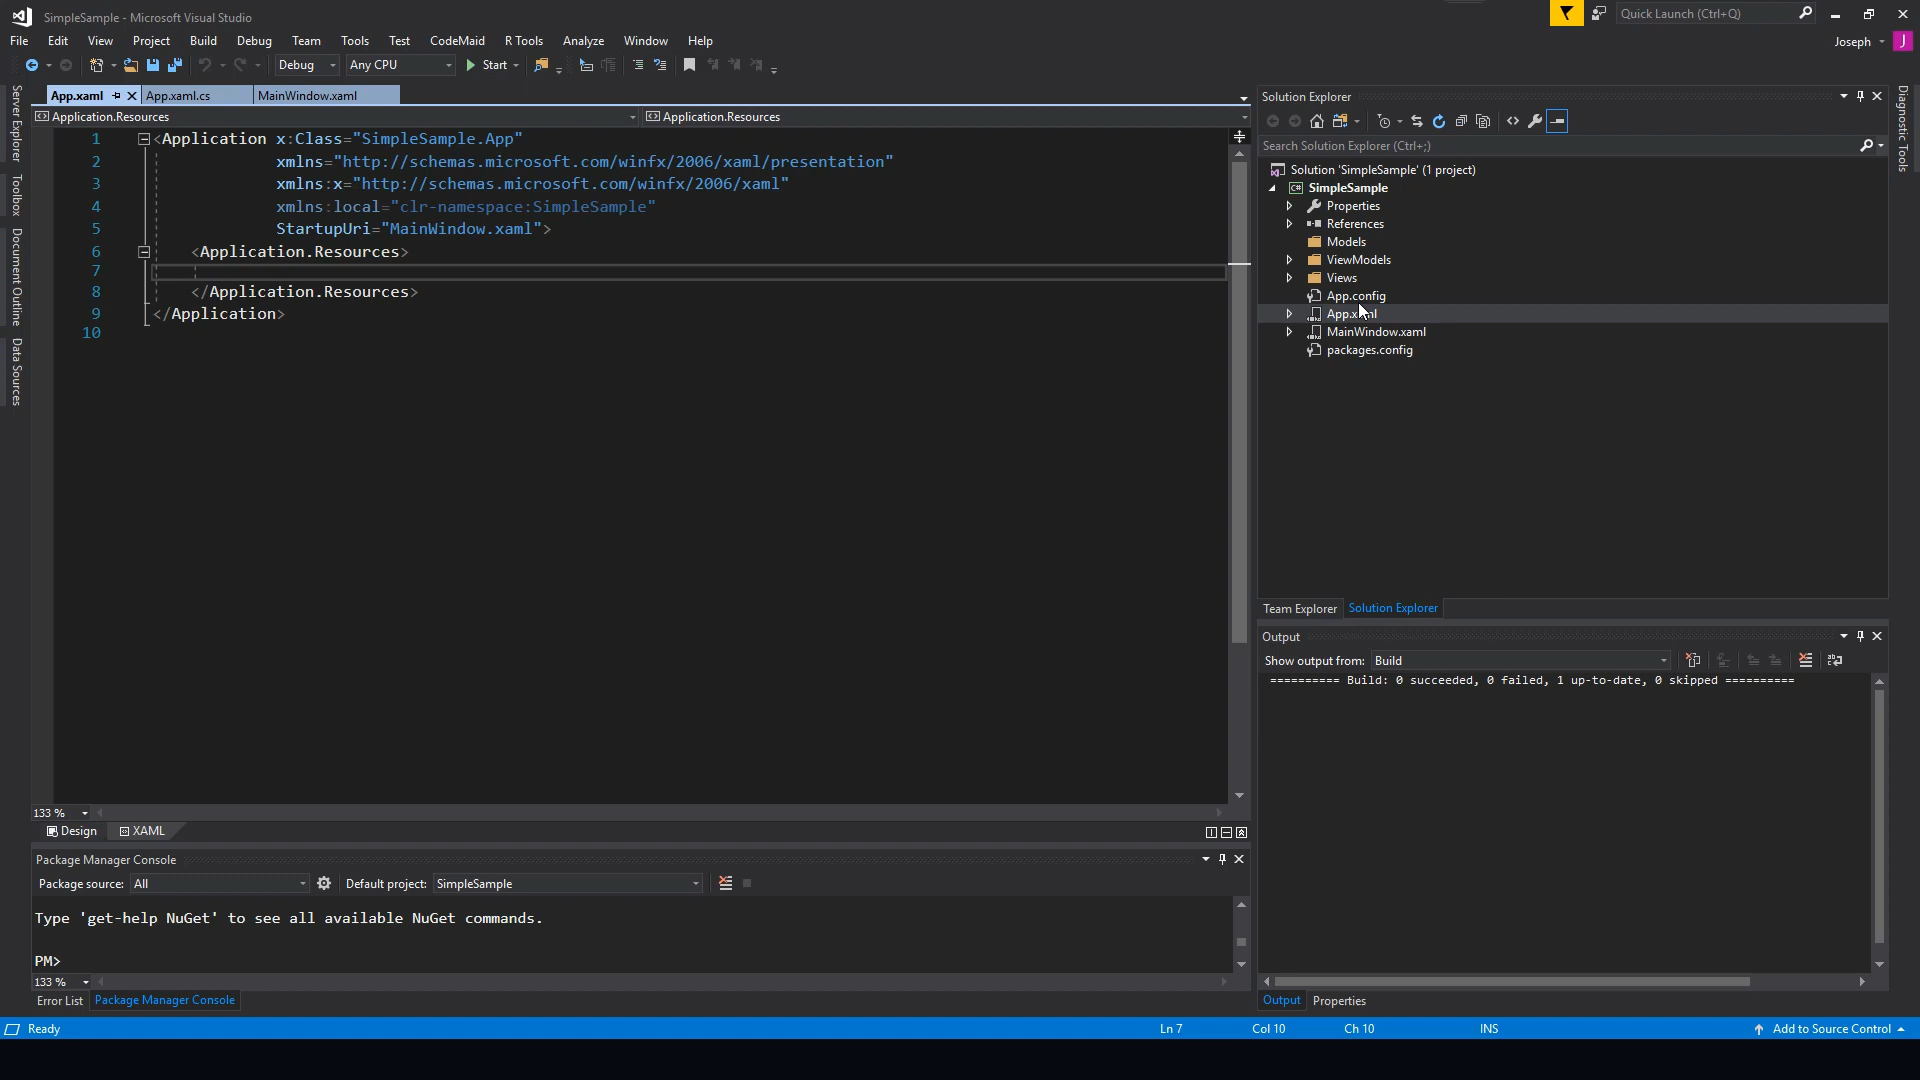 SimpleSample - Microsoft Visual Studio
Quick Launch (Ctrl+Q)
File Edit View Project Build Debug Team Tools Test CodeMaid R Tools Analyze Window Help
Joseph J
Debug Any CPU Start
App.xaml App.xaml.cs MainWindow.xaml
Application.Resources Application.Resources
Server Explorer
Toolbox
Document Outline
Data Sources
1 <Application x:Class="SimpleSample.App"
2 xmlns="http://schemas.microsoft.com/winfx/2006/xaml/presentation"
3 xmlns:x="http://schemas.microsoft.com/winfx/2006/xaml"
4 xmlns:local="clr-namespace:SimpleSample"
5 StartupUri="MainWindow.xaml">
6 <Application.Resources>
7
8 </Application.Resources>
9 </Application>
10
133 %
Design XAML
Package Manager Console
Package source: All Default project: SimpleSample
Type 'get-help NuGet' to see all available NuGet commands.
PM>
133 %
Error List Package Manager Console
Solution Explorer
Search Solution Explorer (Ctrl+;)
Solution 'SimpleSample' (1 project)
C# SimpleSample
Properties
References
Models
ViewModels
Views
App.config
App.xaml
MainWindow.xaml
packages.config
Team Explorer Solution Explorer
Output
Show output from: Build
========== Build: 0 succeeded, 0 failed, 1 up-to-date, 0 skipped ==========
Output Properties
Diagnostic Tools
Ready Ln 7 Col 10 Ch 10 INS Add to Source Control